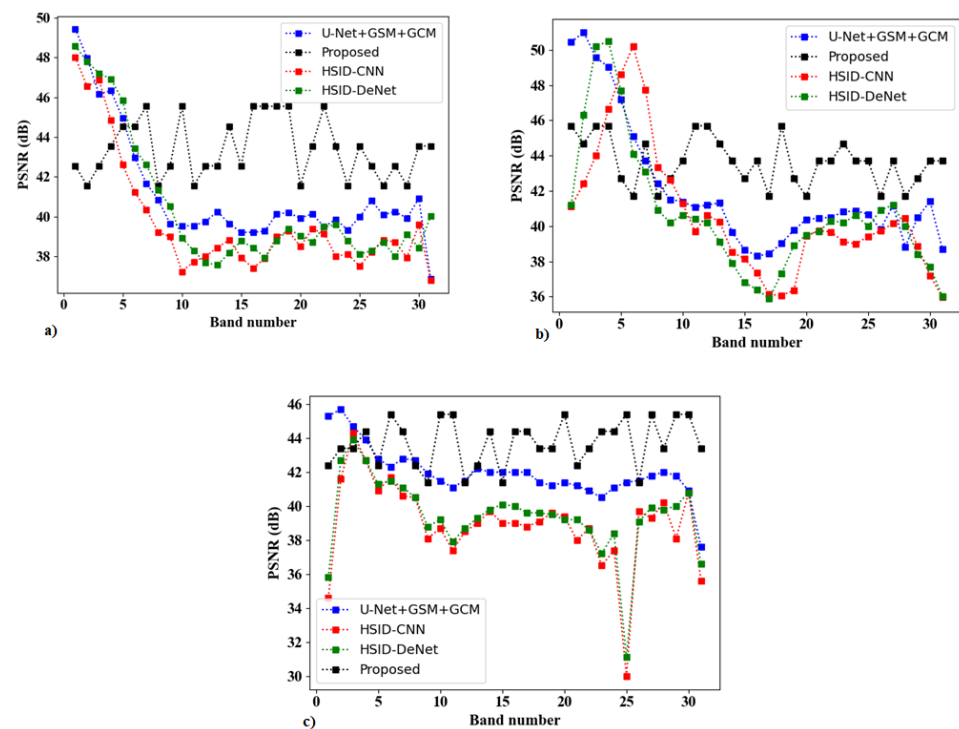 a)
50
48
46
44
42
40
38
PSNR (dB)
0 5 10 15 20 25 30
Band number
U-Net+GSM+GCM
Proposed
HSID-CNN
HSID-DeNet
b)
50
48
46
44
42
40
38
36
PSNR (dB)
0 5 10 15 20 25 30
Band number
U-Net+GSM+GCM
Proposed
HSID-CNN
HSID-DeNet
c)
46
44
42
40
38
36
34
32
30
PSNR (dB)
0 5 10 15 20 25 30
Band number
U-Net+GSM+GCM
HSID-CNN
HSID-DeNet
Proposed